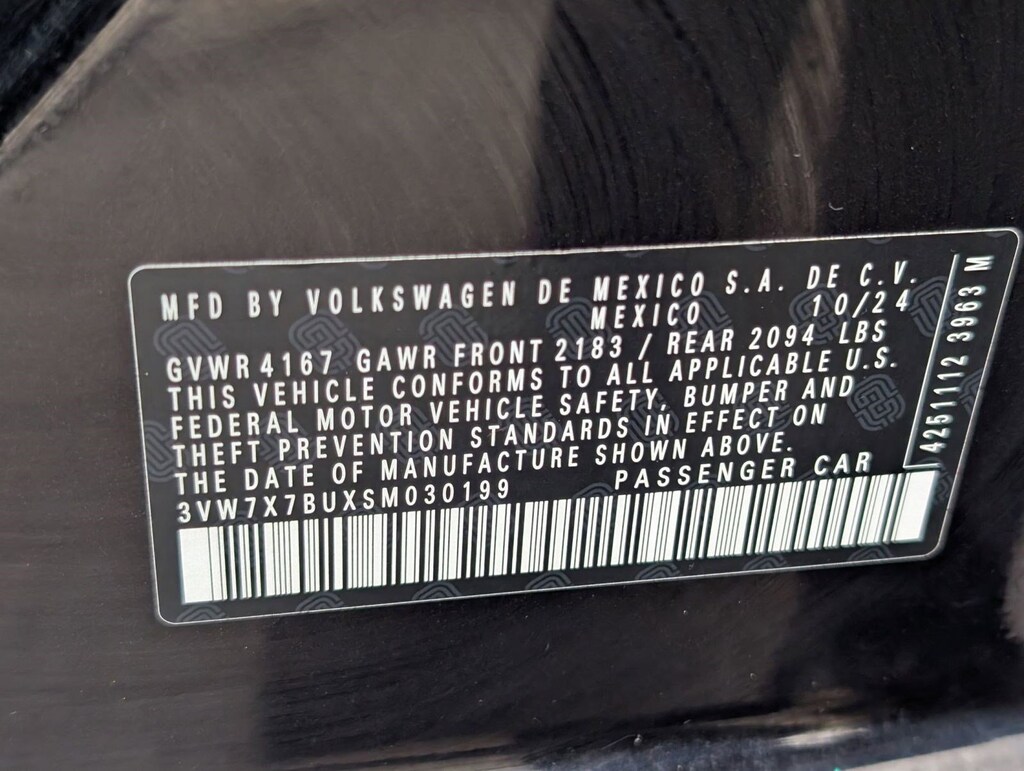 MFD BY VOLKSWAGEN DE MEXICO S.A. DE C.V.
MEXICO 10/24
GVWR 4167 GAWR FRONT 2183 / REAR 2094 LBS
THIS VEHICLE CONFORMS TO ALL APPLICABLE U.S.
FEDERAL MOTOR VEHICLE SAFETY, BUMPER AND
THEFT PREVENTION STANDARDS IN EFFECT ON
THE DATE OF MANUFACTURE SHOWN ABOVE.
3VW7X7BUXSM030199 PASSENGER CAR
4251112 3963 M